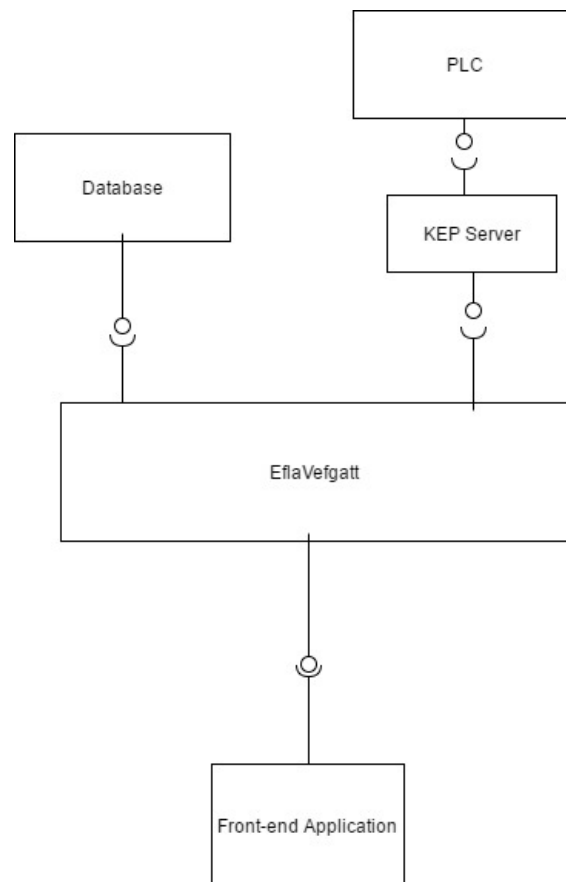 PLC
Database
KEP Server
EflaVefgatt
Front-end Application